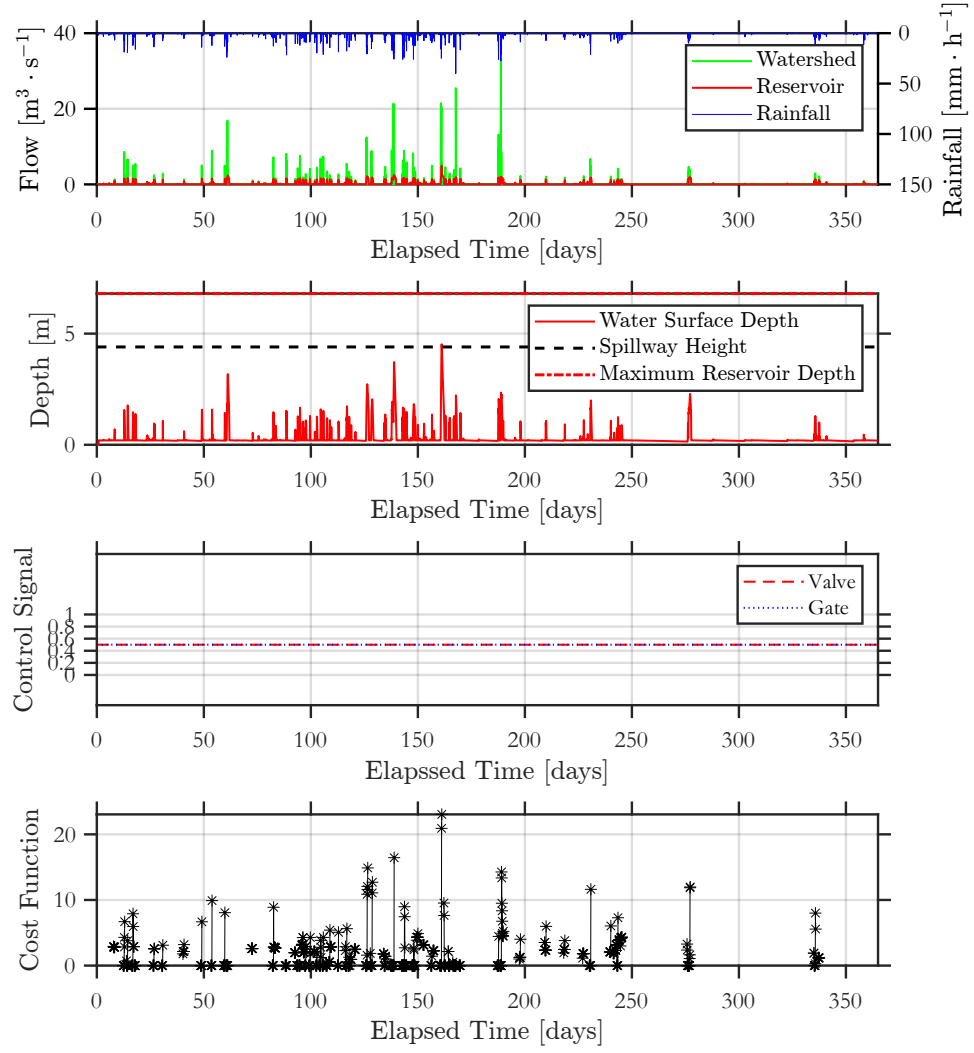 40
20
0
Flow [m³ · s⁻¹]
0
50
100
150
Rainfall [mm · h⁻¹]
Watershed
Reservoir
Rainfall
0 50 100 150 200 250 300 350
Elapsed Time [days]
5
0
Depth [m]
Water Surface Depth
Spillway Height
Maximum Reservoir Depth
0 50 100 150 200 250 300 350
Elapsed Time [days]
1
0.8
0.6
0.4
0.2
0
Control Signal
Valve
Gate
0 50 100 150 200 250 300 350
Elapssed Time [days]
20
10
0
Cost Function
0 50 100 150 200 250 300 350
Elapsed Time [days]